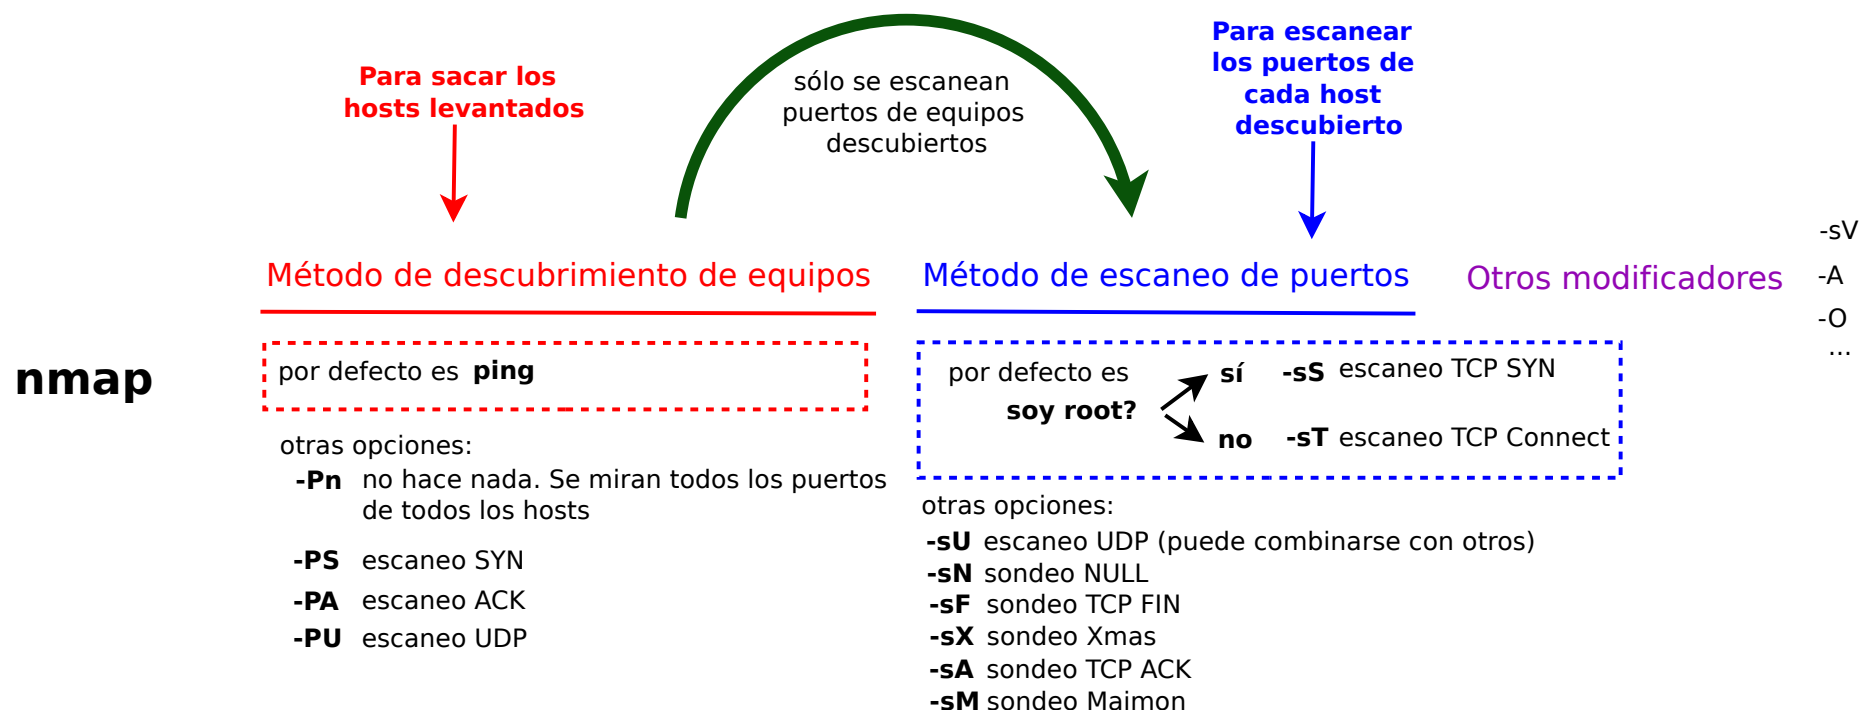 Para sacar los
hosts levantados
sólo se escanean
puertos de equipos
descubiertos
Para escanear
los puertos de
cada host
descubierto
nmap
Método de descubrimiento de equipos
por defecto es ping
otras opciones:
-Pn no hace nada. Se miran todos los puertos
de todos los hosts
-PS escaneo SYN
-PA escaneo ACK
-PU escaneo UDP
Método de escaneo de puertos
por defecto es
soy root?
sí -sS escaneo TCP SYN
no -sT escaneo TCP Connect
otras opciones:
-sU escaneo UDP (puede combinarse con otros)
-sN sondeo NULL
-sF sondeo TCP FIN
-sX sondeo Xmas
-sA sondeo TCP ACK
-sM sondeo Maimon
Otros modificadores
-sV
-A
-O
...